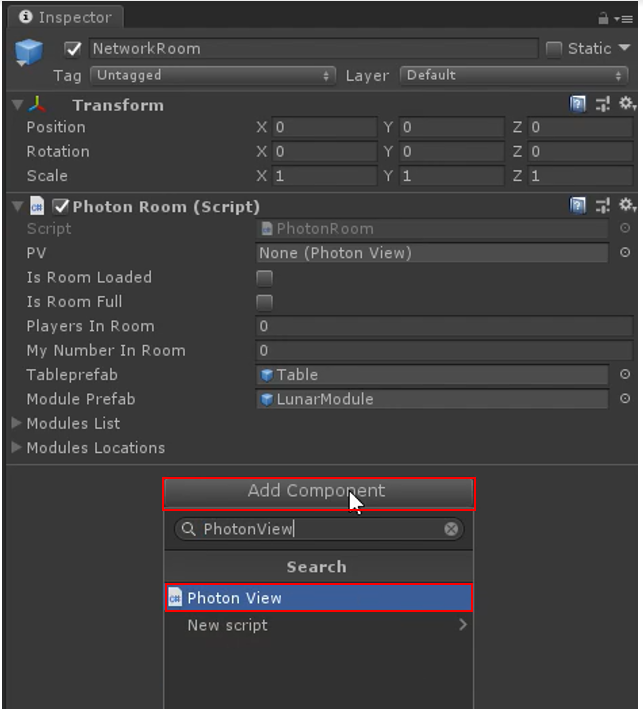 Inspector
NetworkRoom Static
Tag Untagged Layer Default
Transform
Position X 0 Y 0 Z 0
Rotation X 0 Y 0 Z 0
Scale X 1 Y 1 Z 1
C# Photon Room (Script)
Script PhotonRoom
PV None (Photon View)
Is Room Loaded
Is Room Full
Players In Room 0
My Number In Room 0
Tableprefab Table
Module Prefab LunarModule
Modules List
Modules Locations
Add Component
PhotonView
Search
C# Photon View
New script